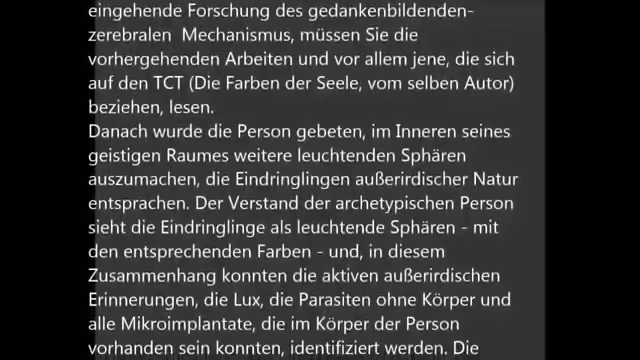 eingehende Forschung des gedankenbildenden-
zerebralen Mechanismus, müssen Sie die
vorhergehenden Arbeiten und vor allem jene, die sich
auf den TCT (Die Farben der Seele, vom selben Autor)
beziehen, lesen.
Danach wurde die Person gebeten, im Inneren seines
geistigen Raumes weitere leuchtenden Sphären
auszumachen, die Eindringlingen außerirdischer Natur
entsprachen. Der Verstand der archetypischen Person
sieht die Eindringlinge als leuchtende Sphären - mit
den entsprechenden Farben - und, in diesem
Zusammenhang konnten die aktiven außerirdischen
Erinnerungen, die Lux, die Parasiten ohne Körper und
alle Mikroimplantate, die im Körper der Person
vorhanden sein konnten, identifiziert werden. Die